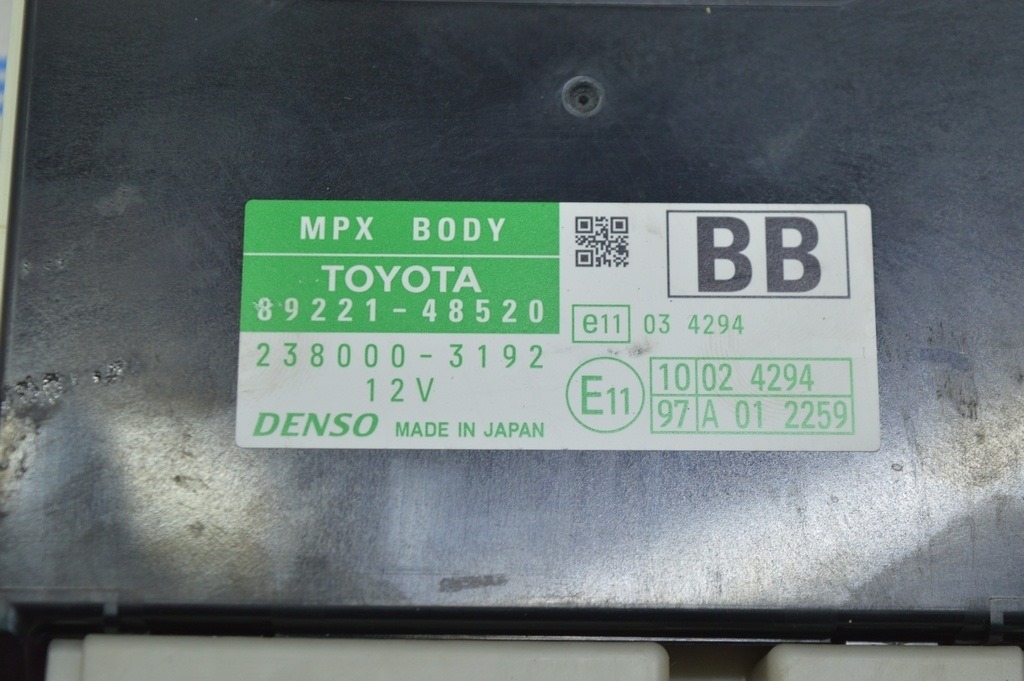 MPX BODY
TOYOTA
89221-48520
238000-3192
12V
DENSO MADE IN JAPAN
BB
e11 03 4294
E11
10 02 4294
97 A 01 2259